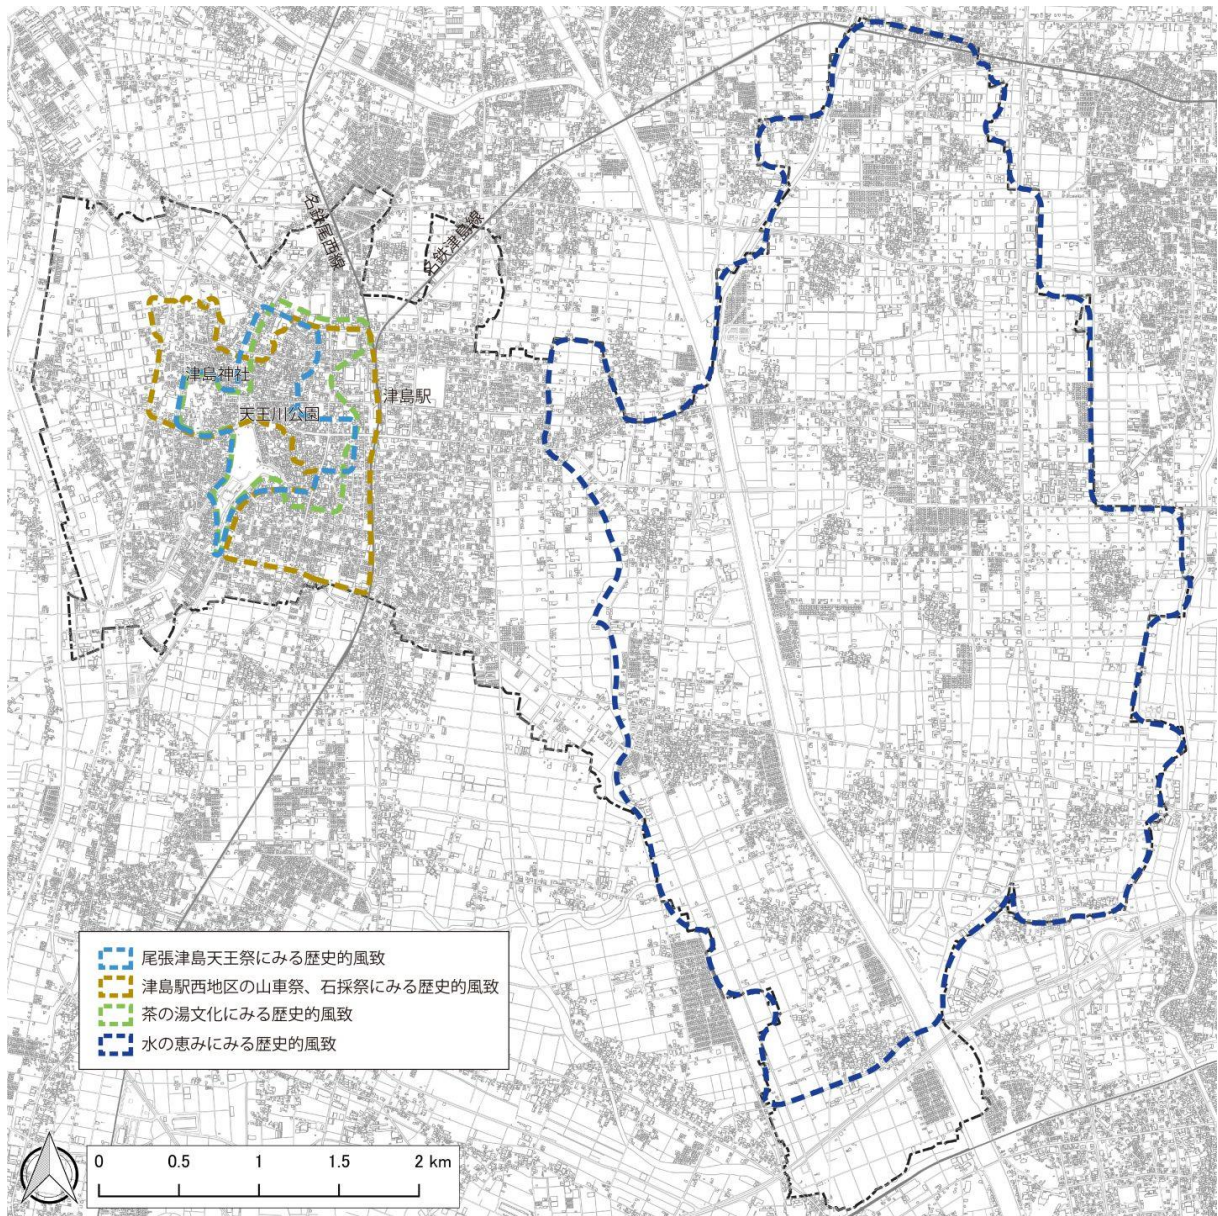 名鉄尾西線
名鉄津島線
津島神社
津島駅
天王川公園
尾張津島天王祭にみる歴史的風致
津島駅西地区の山車祭、石採祭にみる歴史的風致
茶の湯文化にみる歴史的風致
水の恵みにみる歴史的風致
0 0.5 1 1.5 2 km